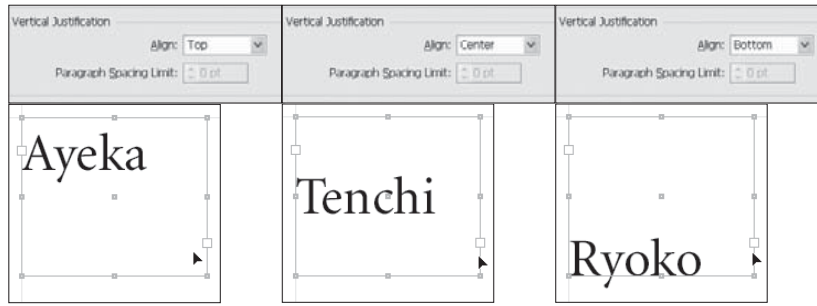 Vertical Justification
Align: Top
Paragraph Spacing Limit: 0 pt
Ayeka
Vertical Justification
Align: Center
Paragraph Spacing Limit: 0 pt
Tenchi
Vertical Justification
Align: Bottom
Paragraph Spacing Limit: 0 pt
Ryoko